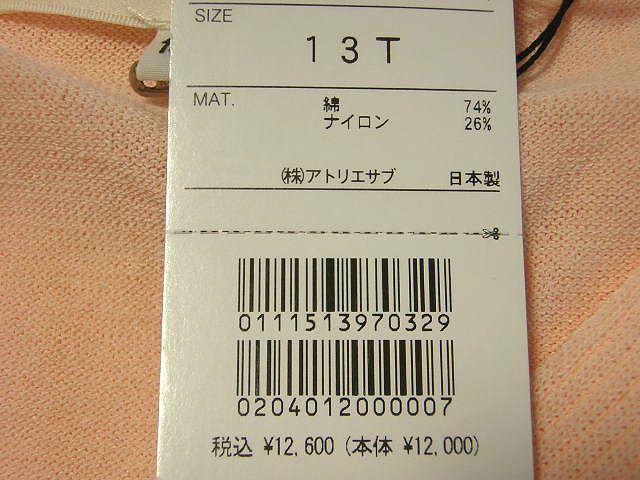 SIZE
13T
MAT.
綿 74%
ナイロン 26%
㈱アトリエサブ 日本製
0111513970329
0204012000007
税込 ¥12,600 (本体 ¥12,000)